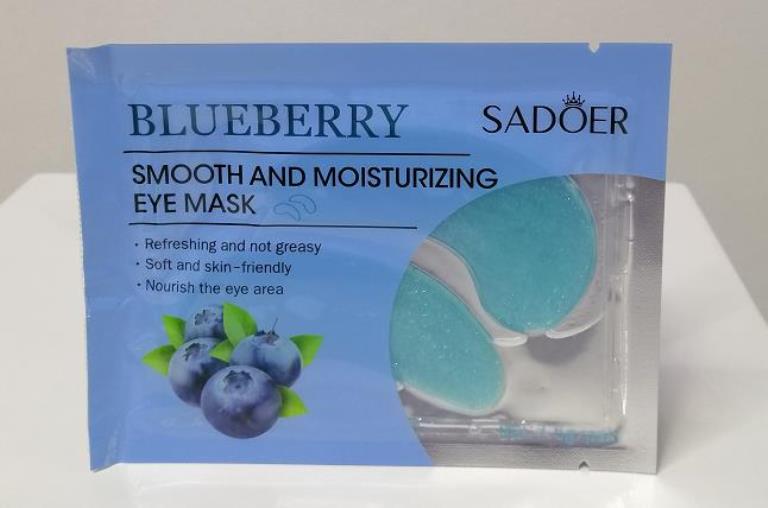 BLUEBERRY
SADOER
SMOOTH AND MOISTURIZING
EYE MASK
· Refreshing and not greasy
· Soft and skin-friendly
· Nourish the eye area